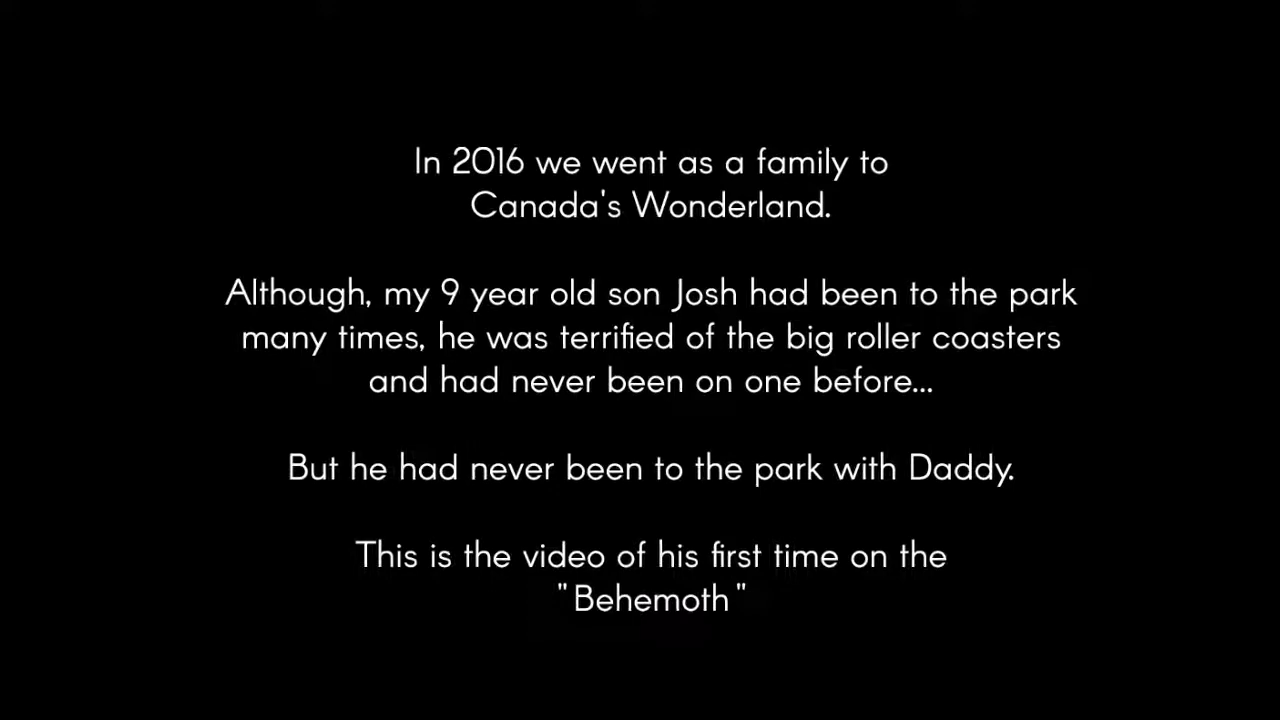 In 2016 we went as a family to
Canada's Wonderland.
Although, my 9 year old son Josh had been to the park
many times, he was terrified of the big roller coasters
and had never been on one before...
But he had never been to the park with Daddy.
This is the video of his first time on the
"Behemoth"